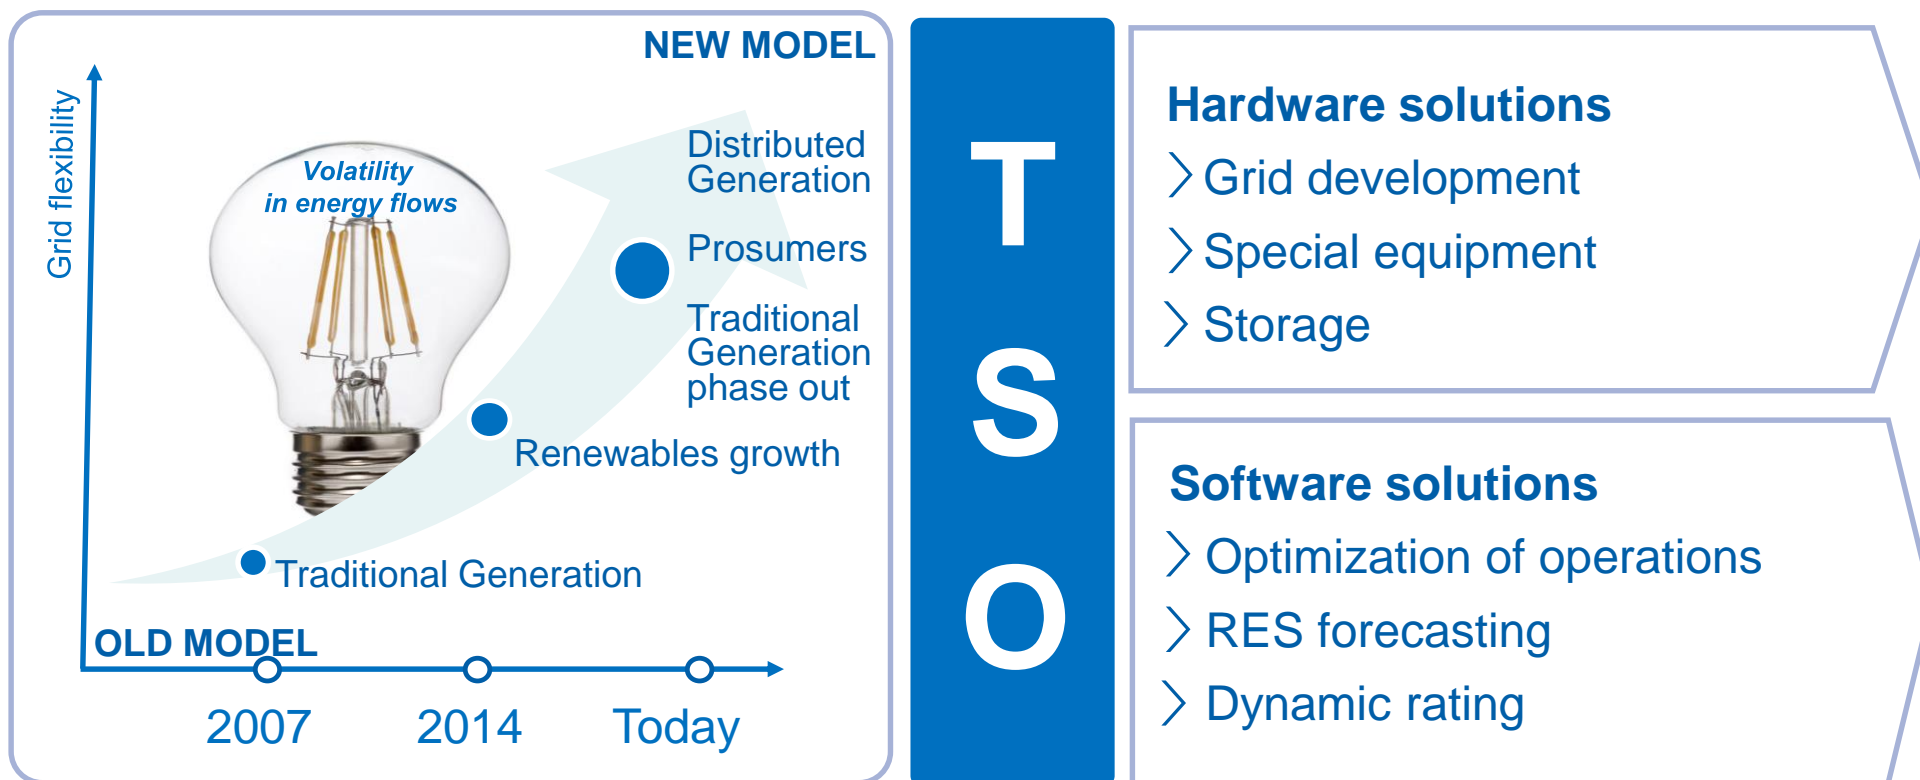 NEW MODEL
Grid flexibility
Volatility
in energy flows
Distributed
Generation
Prosumers
Traditional
Generation
phase out
Renewables growth
Traditional Generation
OLD MODEL
2007
2014
Today
T
S
O
Hardware solutions
Grid development
Special equipment
Storage
Software solutions
Optimization of operations
RES forecasting
Dynamic rating